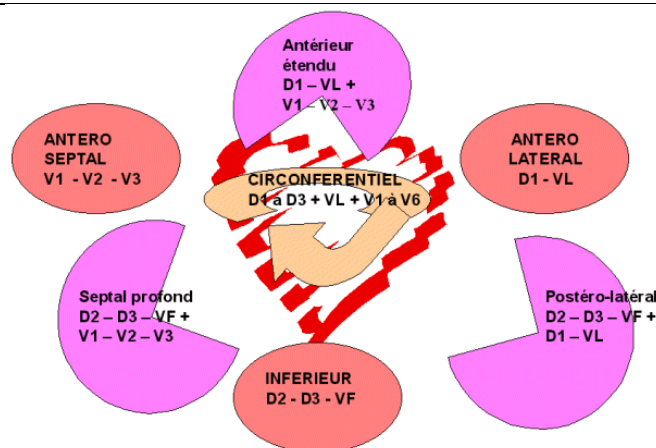 Antérieur
étendu
D1 – VL +
V1 – V2 – V3
ANTERO
SEPTAL
V1 - V2 - V3
ANTERO
LATERAL
D1 - VL
CIRCONFERENTIEL
D1 à D3 + VL + V1 à V6
Septal profond
D2 – D3 – VF +
V1 – V2 – V3
Postéro-latéral
D2 – D3 – VF +
D1 – VL
INFERIEUR
D2 - D3 - VF